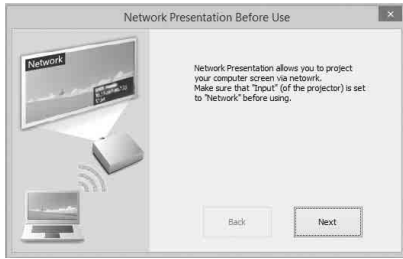 Network Presentation Before Use
Network
Network Presentation allows you to project
your computer screen via netowrk.
Make sure that "Input" (of the projector) is set
to "Network" before using.
Back
Next